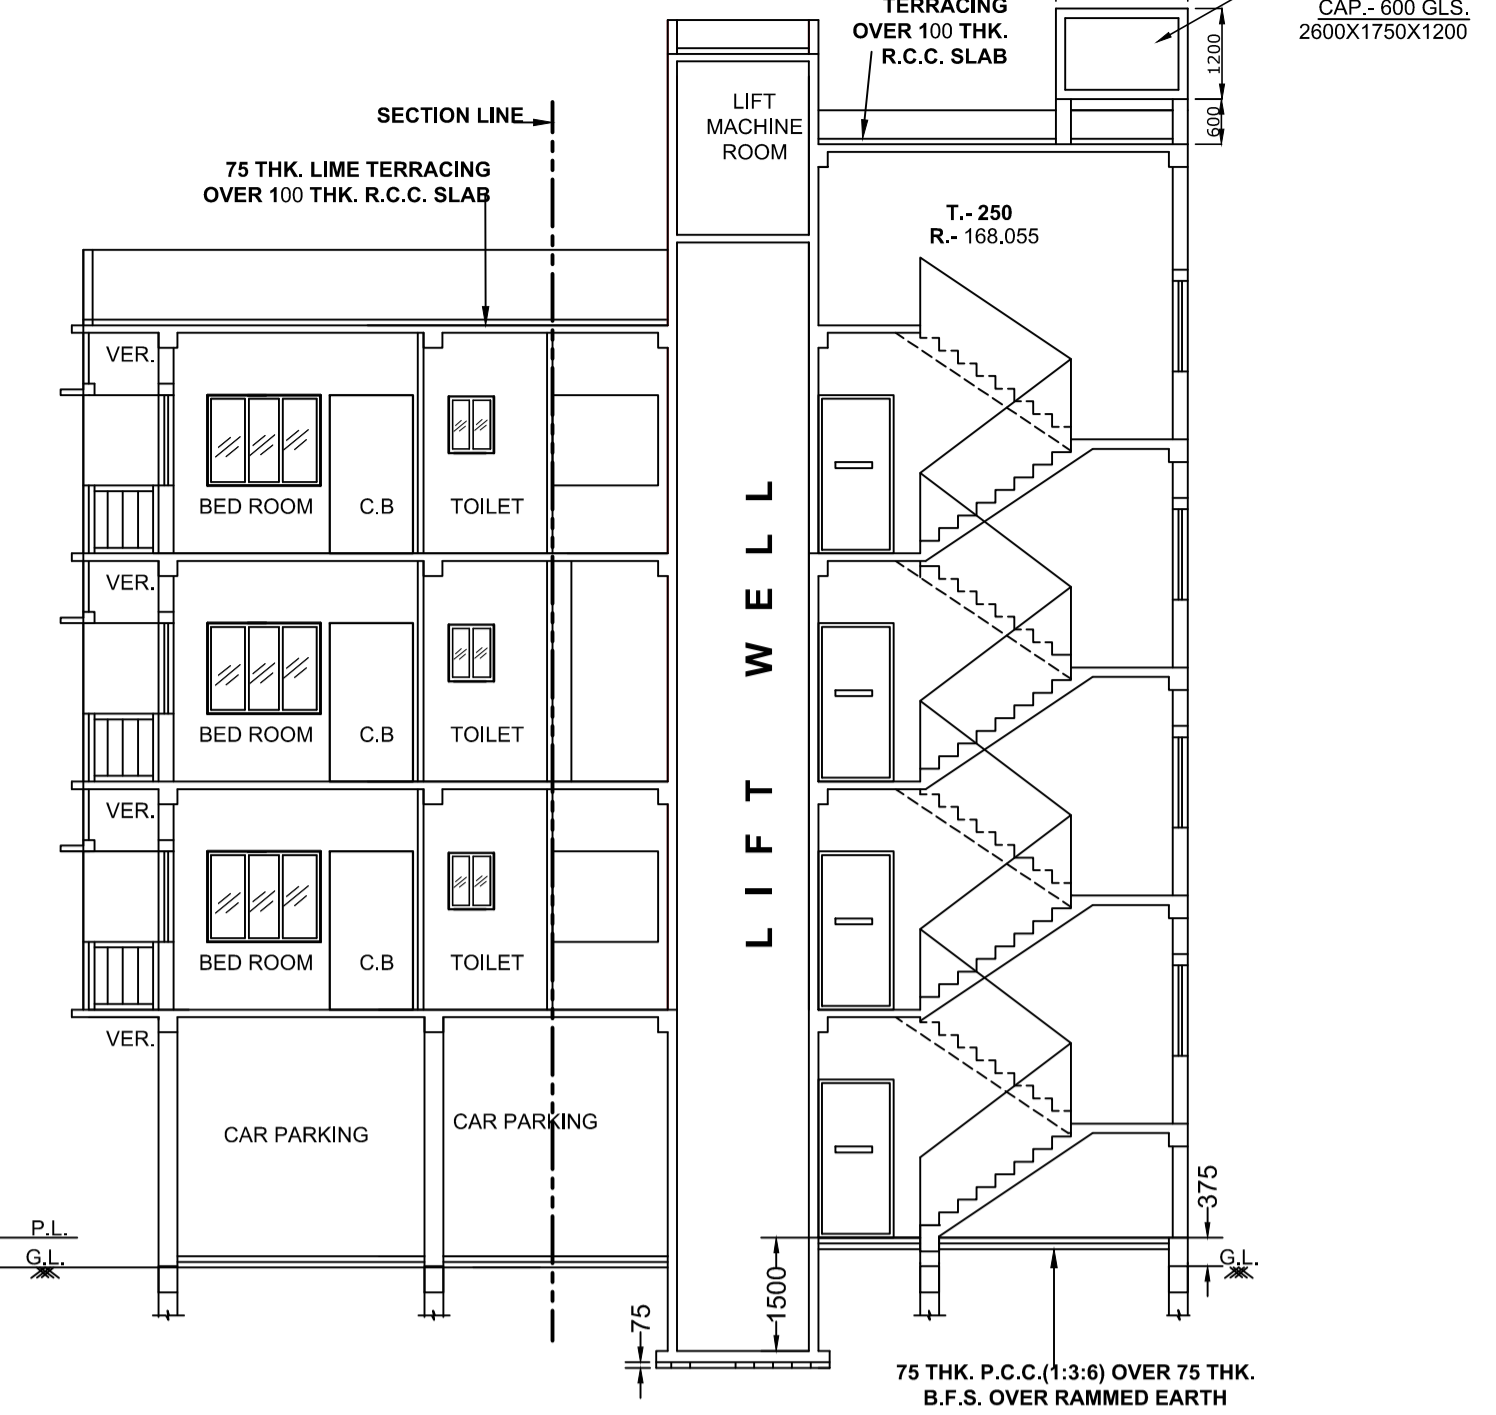 TERRACING
OVER 100 THK.
R.C.C. SLAB
CAP.- 600 GLS.
2600X1750X1200
1200
600
SECTION LINE
LIFT
MACHINE
ROOM
75 THK. LIME TERRACING
OVER 100 THK. R.C.C. SLAB
T.- 250
R.- 168.055
VER.
BED ROOM
C.B
TOILET
VER.
BED ROOM
C.B
TOILET
VER.
BED ROOM
C.B
TOILET
LIFT WELL
VER.
CAR PARKING
CAR PARKING
P.L.
G.L.
375
G.L.
1500
75
75 THK. P.C.C.(1:3:6) OVER 75 THK.
B.F.S. OVER RAMMED EARTH